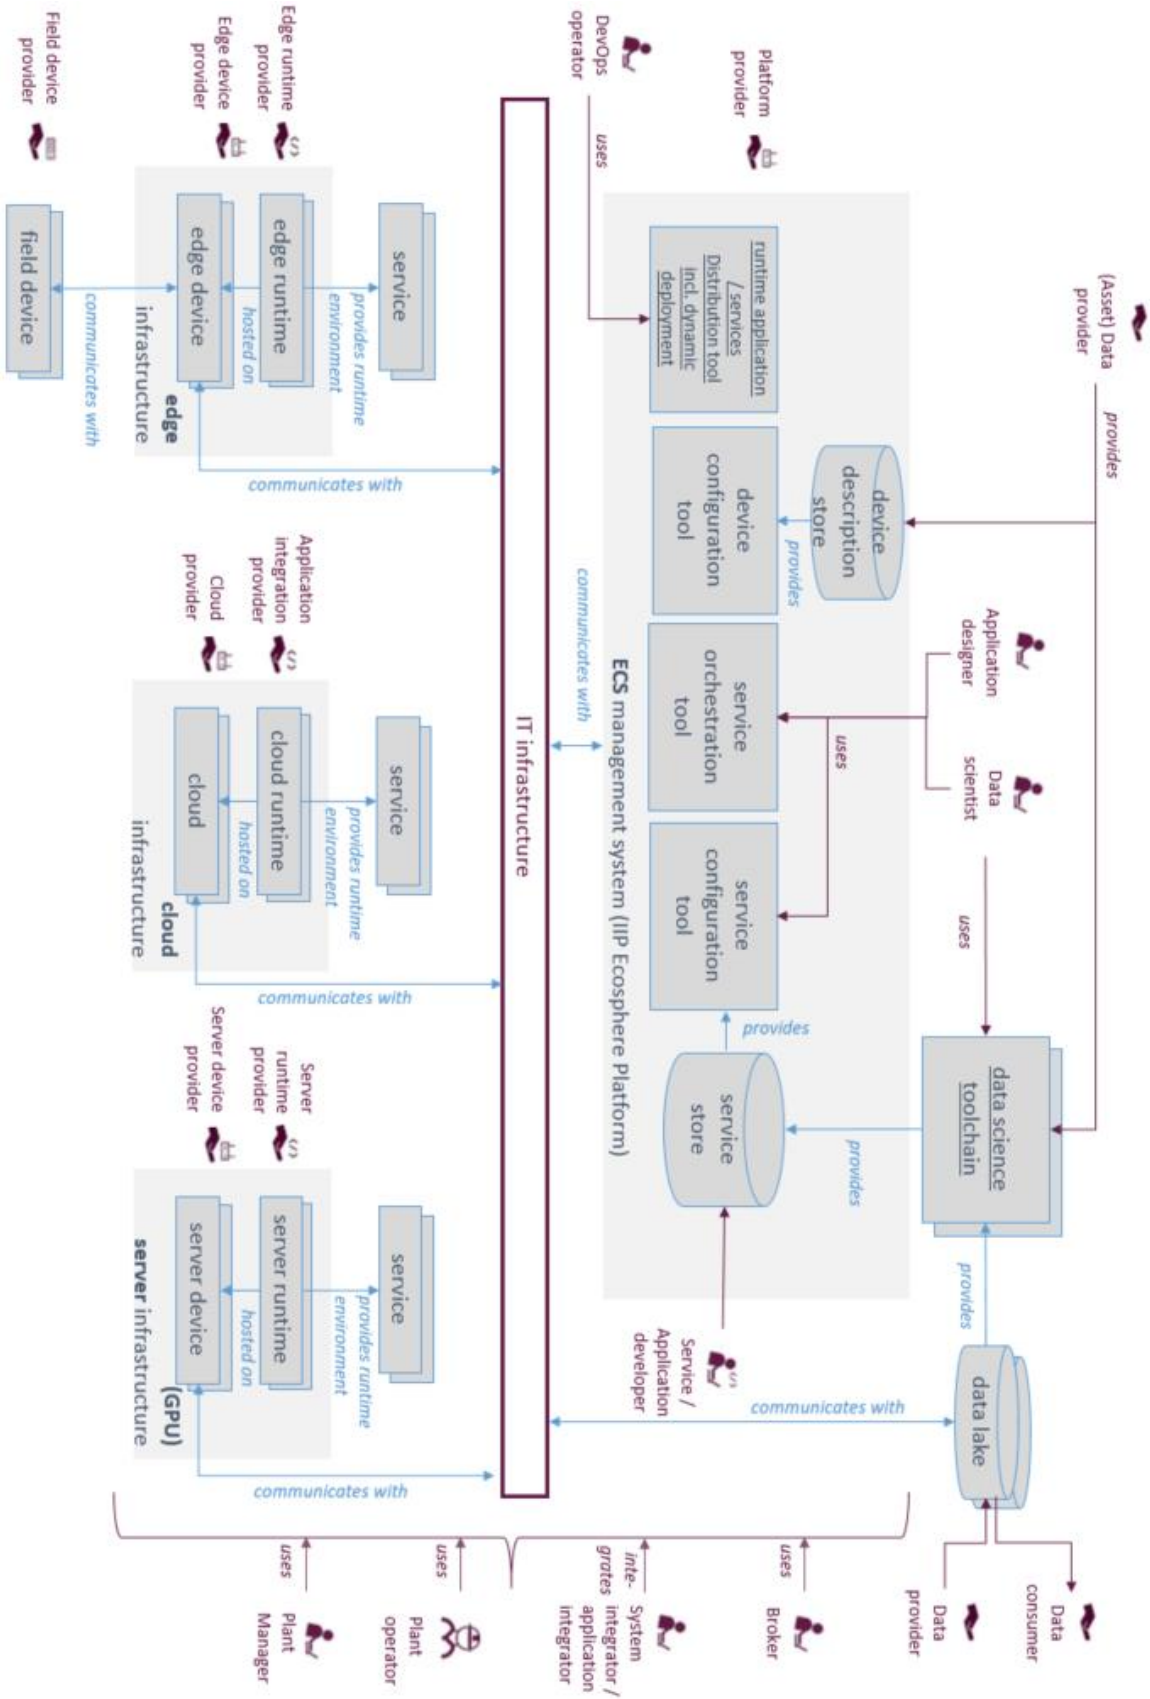 (Asset) Data
provider
provides
Application
designer
Data
scientist
uses
data science
toolchain
provides
data lake
Data
consumer
Data
provider
Platform
provider
DevOps
operator
uses
device
description
store
provides
uses
provides
communicates with
runtime application
/ services
Distribution tool
incl. dynamic
deployment
device
configuration
tool
service
orchestration
tool
service
configuration
tool
provides
service
store
Service /
Application
developer
ECS management system (IIP Ecosphere Platform)
communicates with
IT infrastructure
Broker
uses
System
integrator /
application
integrator
inte-
grates
Plant
operator
uses
Plant
Manager
uses
communicates with
service
provides runtime
environment
Edge runtime
provider
edge runtime
hosted on
Edge device
provider
edge device
edge
infrastructure
communicates with
Field device
provider
field device
communicates with
service
provides runtime
environment
Application
integration
provider
cloud runtime
hosted on
Cloud
provider
cloud
cloud
infrastructure
communicates with
service
provides runtime
environment
Server
runtime
provider
server runtime
hosted on
Server device
provider
server device
(GPU)
server infrastructure